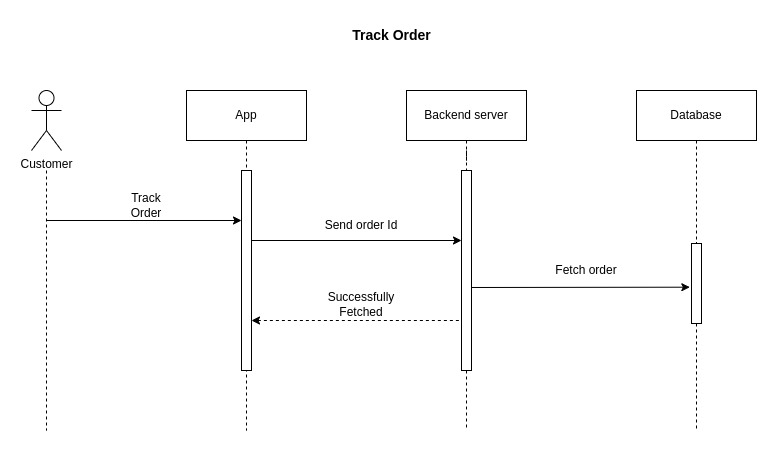 Track Order
App
Backend server
Database
Customer
Track
Order
Send order Id
Fetch order
Successfully
Fetched